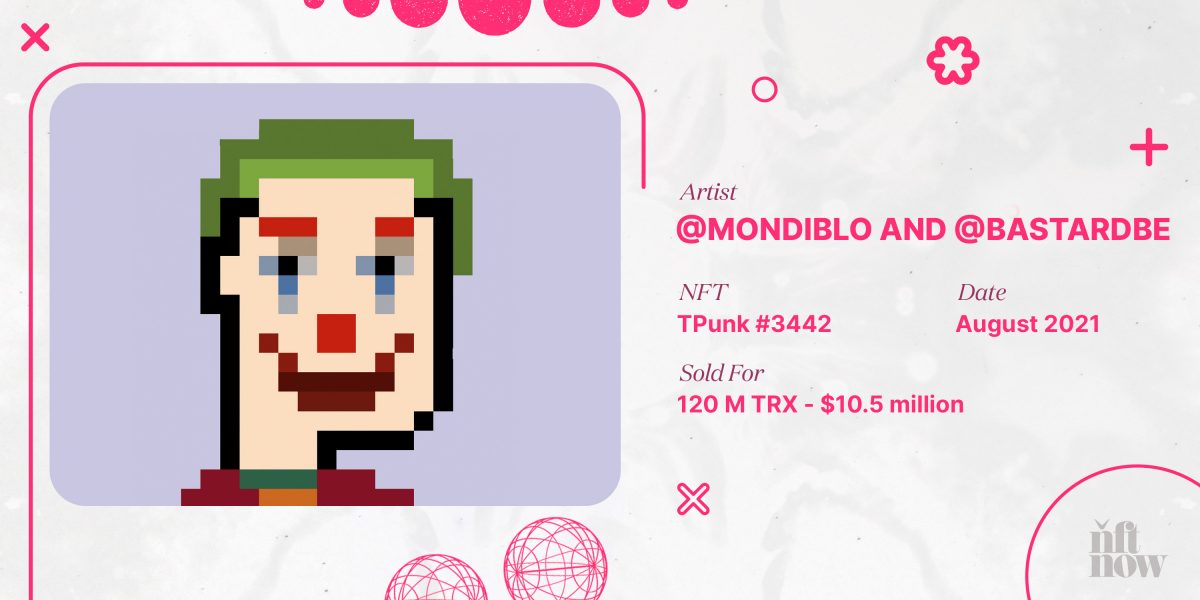 Artist
@MONDIBLO AND @BASTARDBE
NFT
Date
TPunk #3442
August 2021
Sold For
120 M TRX - $10.5 million
nft
now